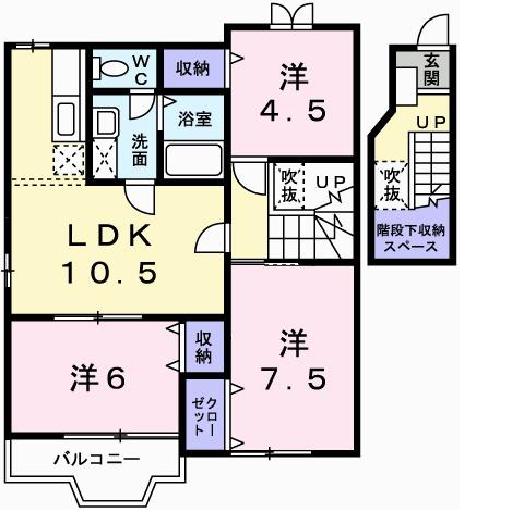 WC
収納
洋
4.5
玄関
浴室
洗面
UP
吹抜
UP
吹抜
階段下収納
スペース
LDK
10.5
収納
洋
7.5
洋6
クロー
ゼット
バルコニー